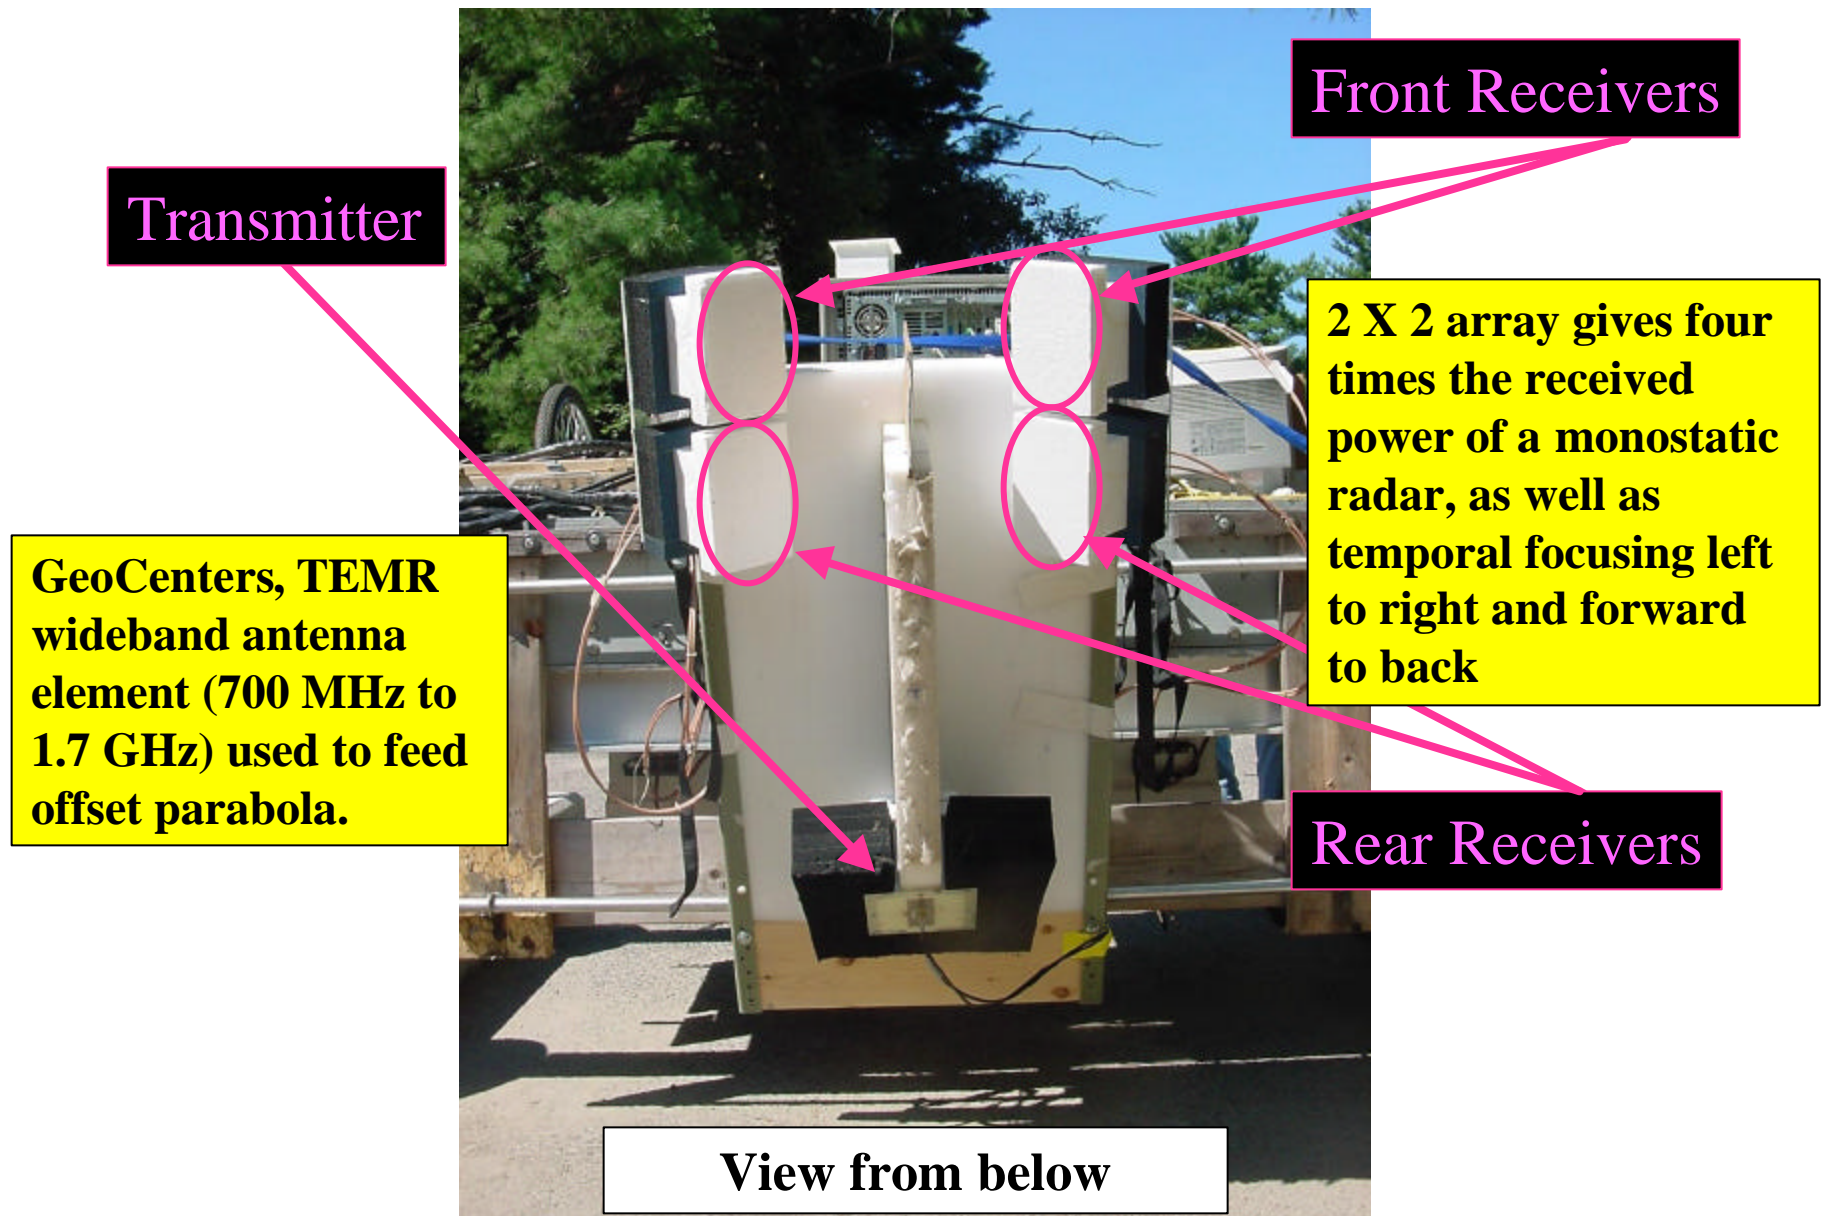 Front Receivers
Transmitter
2 X 2 array gives four
times the received
power of a monostatic
radar, as well as
temporal focusing left
to right and forward
to back
GeoCenters, TEMR
wideband antenna
element (700 MHz to
1.7 GHz) used to feed
offset parabola.
Rear Receivers
View from below